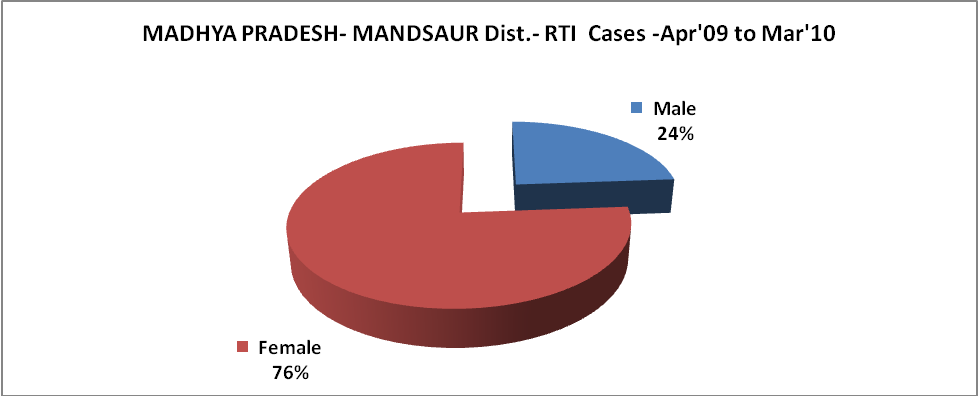 MADHYA PRADESH- MANDSAUR Dist.- RTI  Cases -Apr'09 to Mar'10
Male
24%
Female
76%